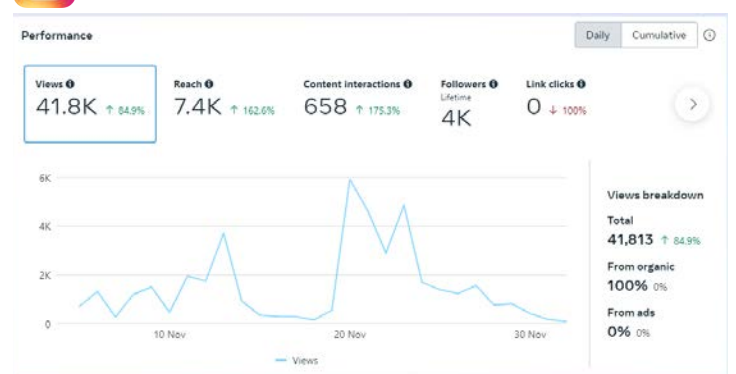 Performance
Daily Cumulative
Views Reach Content interactions Followers Link clicks
Lifetime
41.8K ↑ 84.9% 7.4K ↑ 162.6% 658 ↑ 175.3% 4K 0 ↓ 100%
6K
4K
2K
0
10 Nov 20 Nov 30 Nov
Views
Views breakdown
Total
41,813 ↑ 84.9%
From organic
100% 0%
From ads
0% 0%